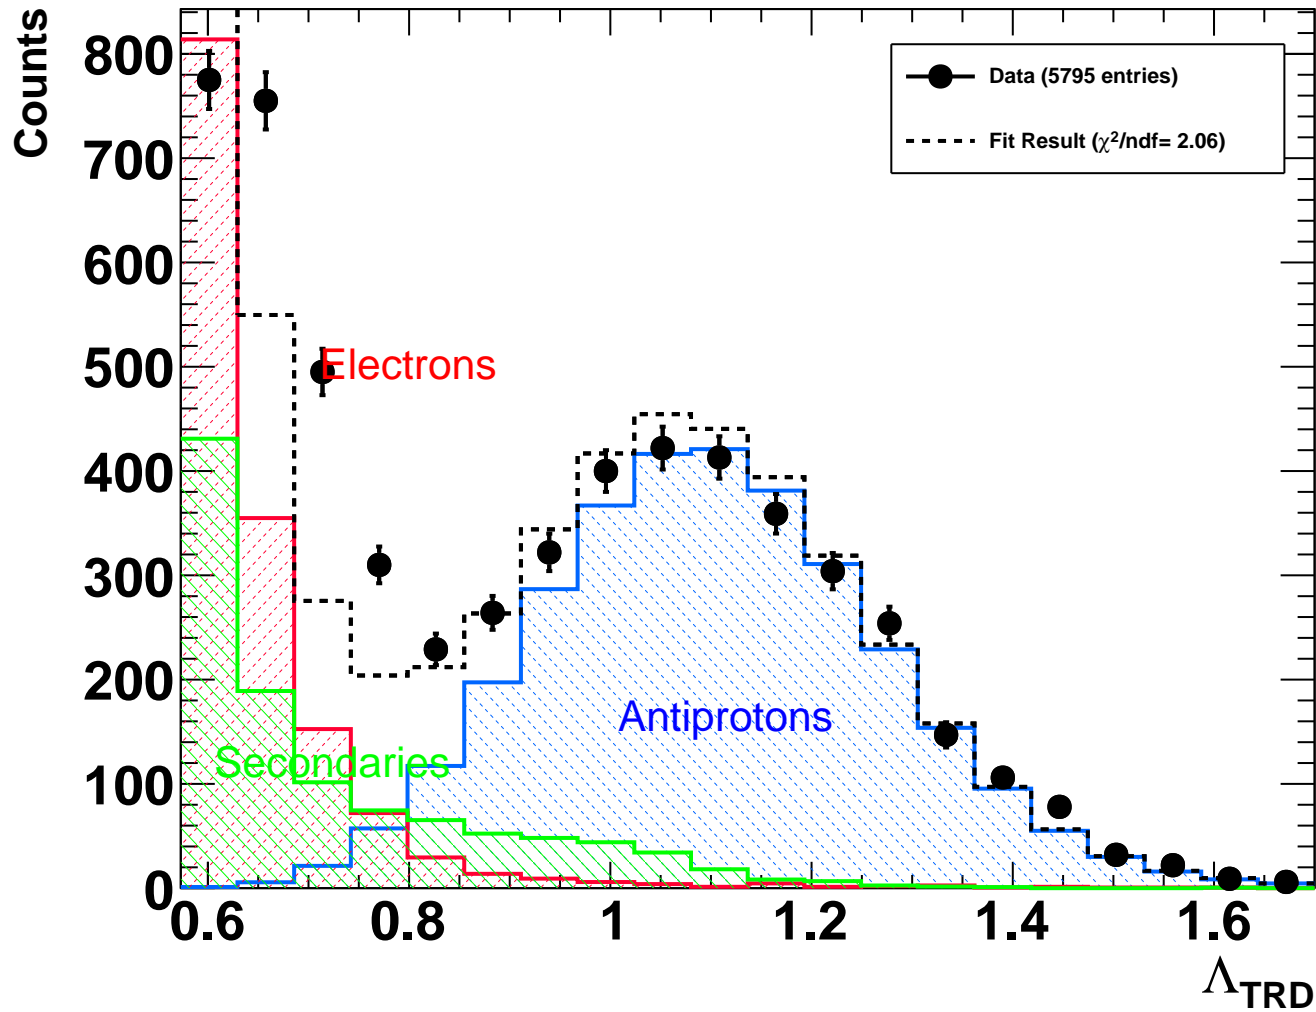 Counts
800
700
600
500
400
300
200
100
0
Data (5795 entries)
Fit Result (χ²/ndf= 2.06)
Electrons
Antiprotons
Secondaries
0.6 0.8 1 1.2 1.4 1.6
Λ_TRD